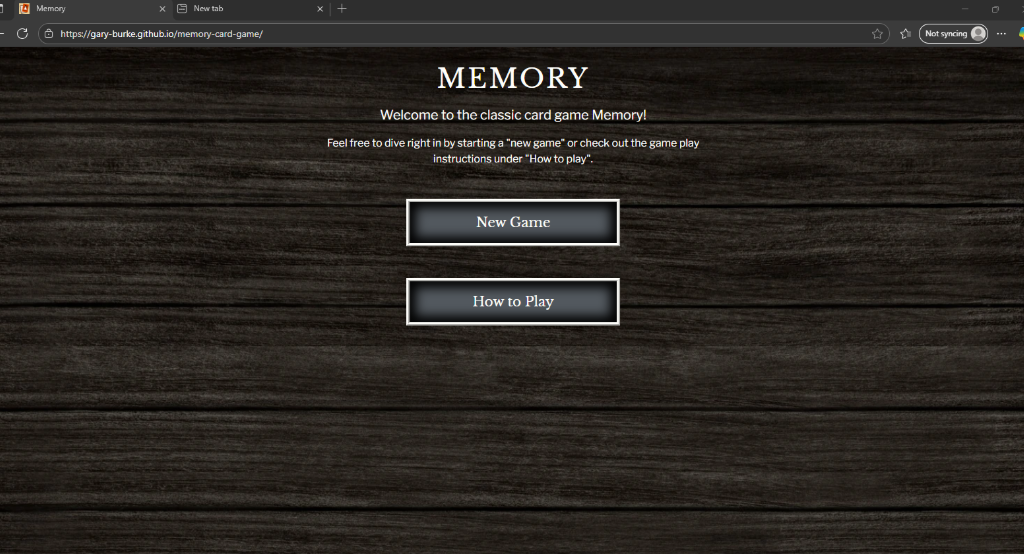 Memory
New tab
https://gary-burke.github.io/memory-card-game/
Not syncing
MEMORY
Welcome to the classic card game Memory!
Feel free to dive right in by starting a "new game" or check out the game play
instructions under "How to play".
New Game
How to Play